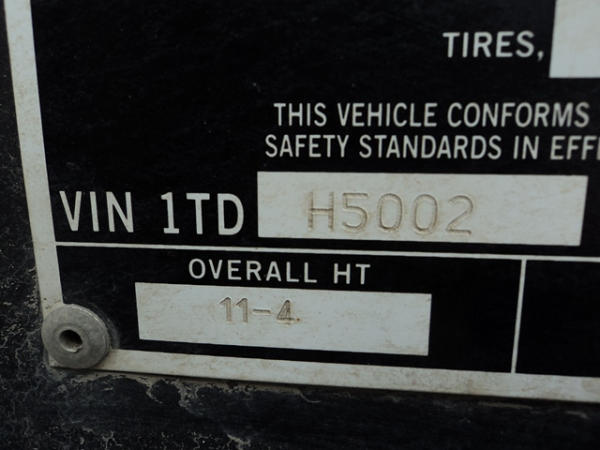 TIRES,
THIS VEHICLE CONFORMS
SAFETY STANDARDS IN EFF
VIN 1TD H5002
OVERALL HT
11-4